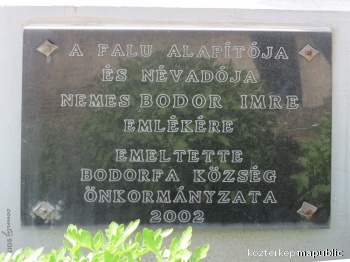 A FALU ALAPÍTÓJA
ÉS NÉVADÓJA
NEMES BODOR IMRE
EMLÉKÉRE
EMELTETTE
BODORFA KÖZSÉG
ÖNKORMÁNYZATA
2002
kozterkep.mapublic